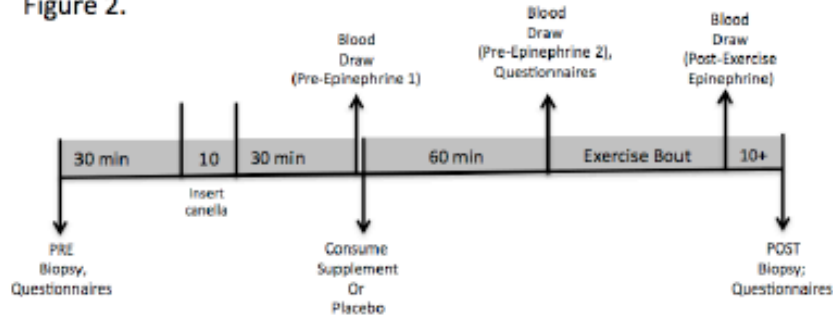 Figure 2.
Blood
Draw
(Pre-Epinephrine 1)
Blood
Draw
(Pre-Epinephrine 2),
Questionnaires
Blood
Draw
(Post-Exercise
Epinephrine)
30 min
10
30 min
60 min
Exercise Bout
10+
Insert
canella
PRE
Biopsy,
Questionnaires
Consume
Supplement
Or
Placebo
POST
Biopsy;
Questionnaires